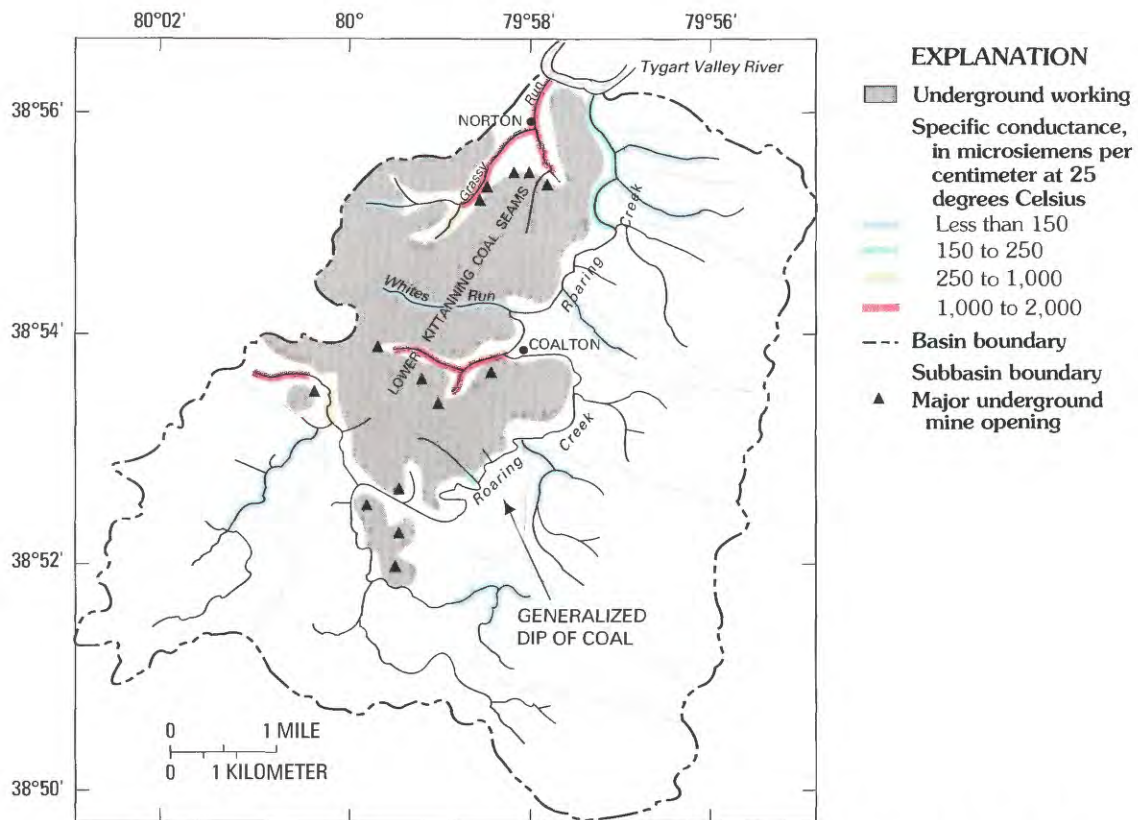 80°02'
80°
79°58'
79°56'
38°56'
38°54'
38°52'
38°50'
Tygart Valley River
NORTON
Grassy Run
LOWER KITTANNING COAL SEAMS
Roaring Creek
Whites Run
COALTON
Roaring Creek
GENERALIZED
DIP OF COAL
0 1 MILE
0 1 KILOMETER
EXPLANATION
Underground working
Specific conductance,
in microsiemens per
centimeter at 25
degrees Celsius
Less than 150
150 to 250
250 to 1,000
1,000 to 2,000
Basin boundary
Subbasin boundary
Major underground
mine opening